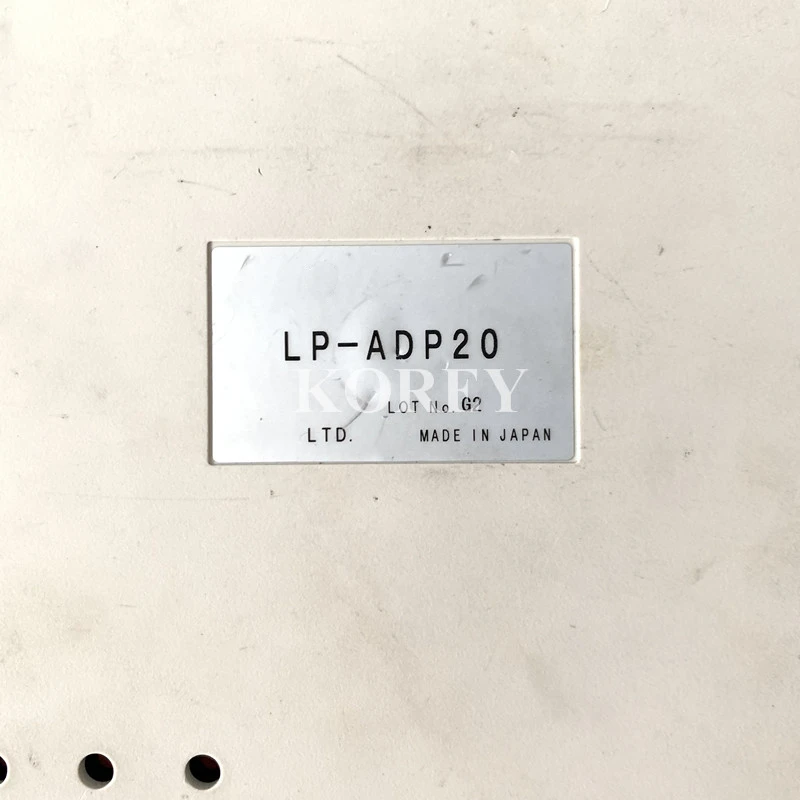 LP-ADP20
KOREY
LOT No. G2
LTD. MADE IN JAPAN